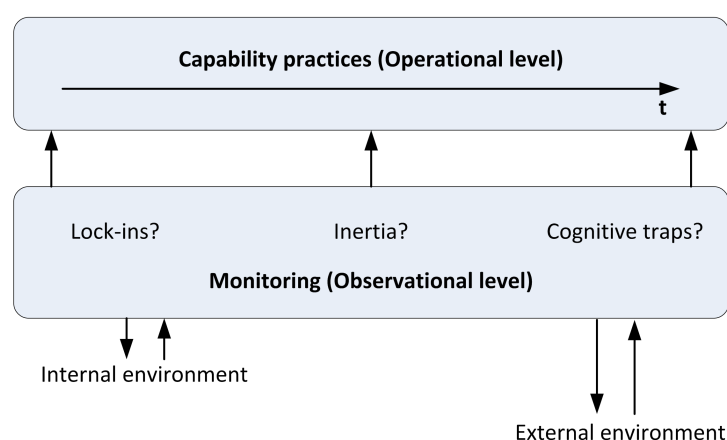 Capability practices (Operational level)
t
Lock-ins?
Inertia?
Cognitive traps?
Monitoring (Observational level)
Internal environment
External environment